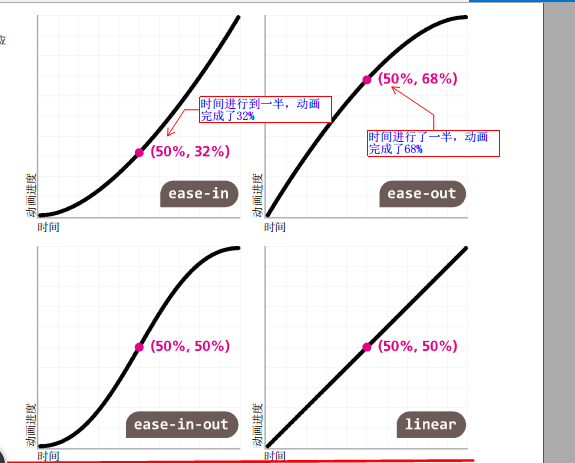 应
时间进行到一半，动画
完成了32%
(50%, 32%)
ease-in
动画进度
时间
(50%, 68%)
时间进行了一半，动画
完成了68%
ease-out
动画进度
时间
(50%, 50%)
ease-in-out
动画进度
时间
(50%, 50%)
linear
动画进度
时间